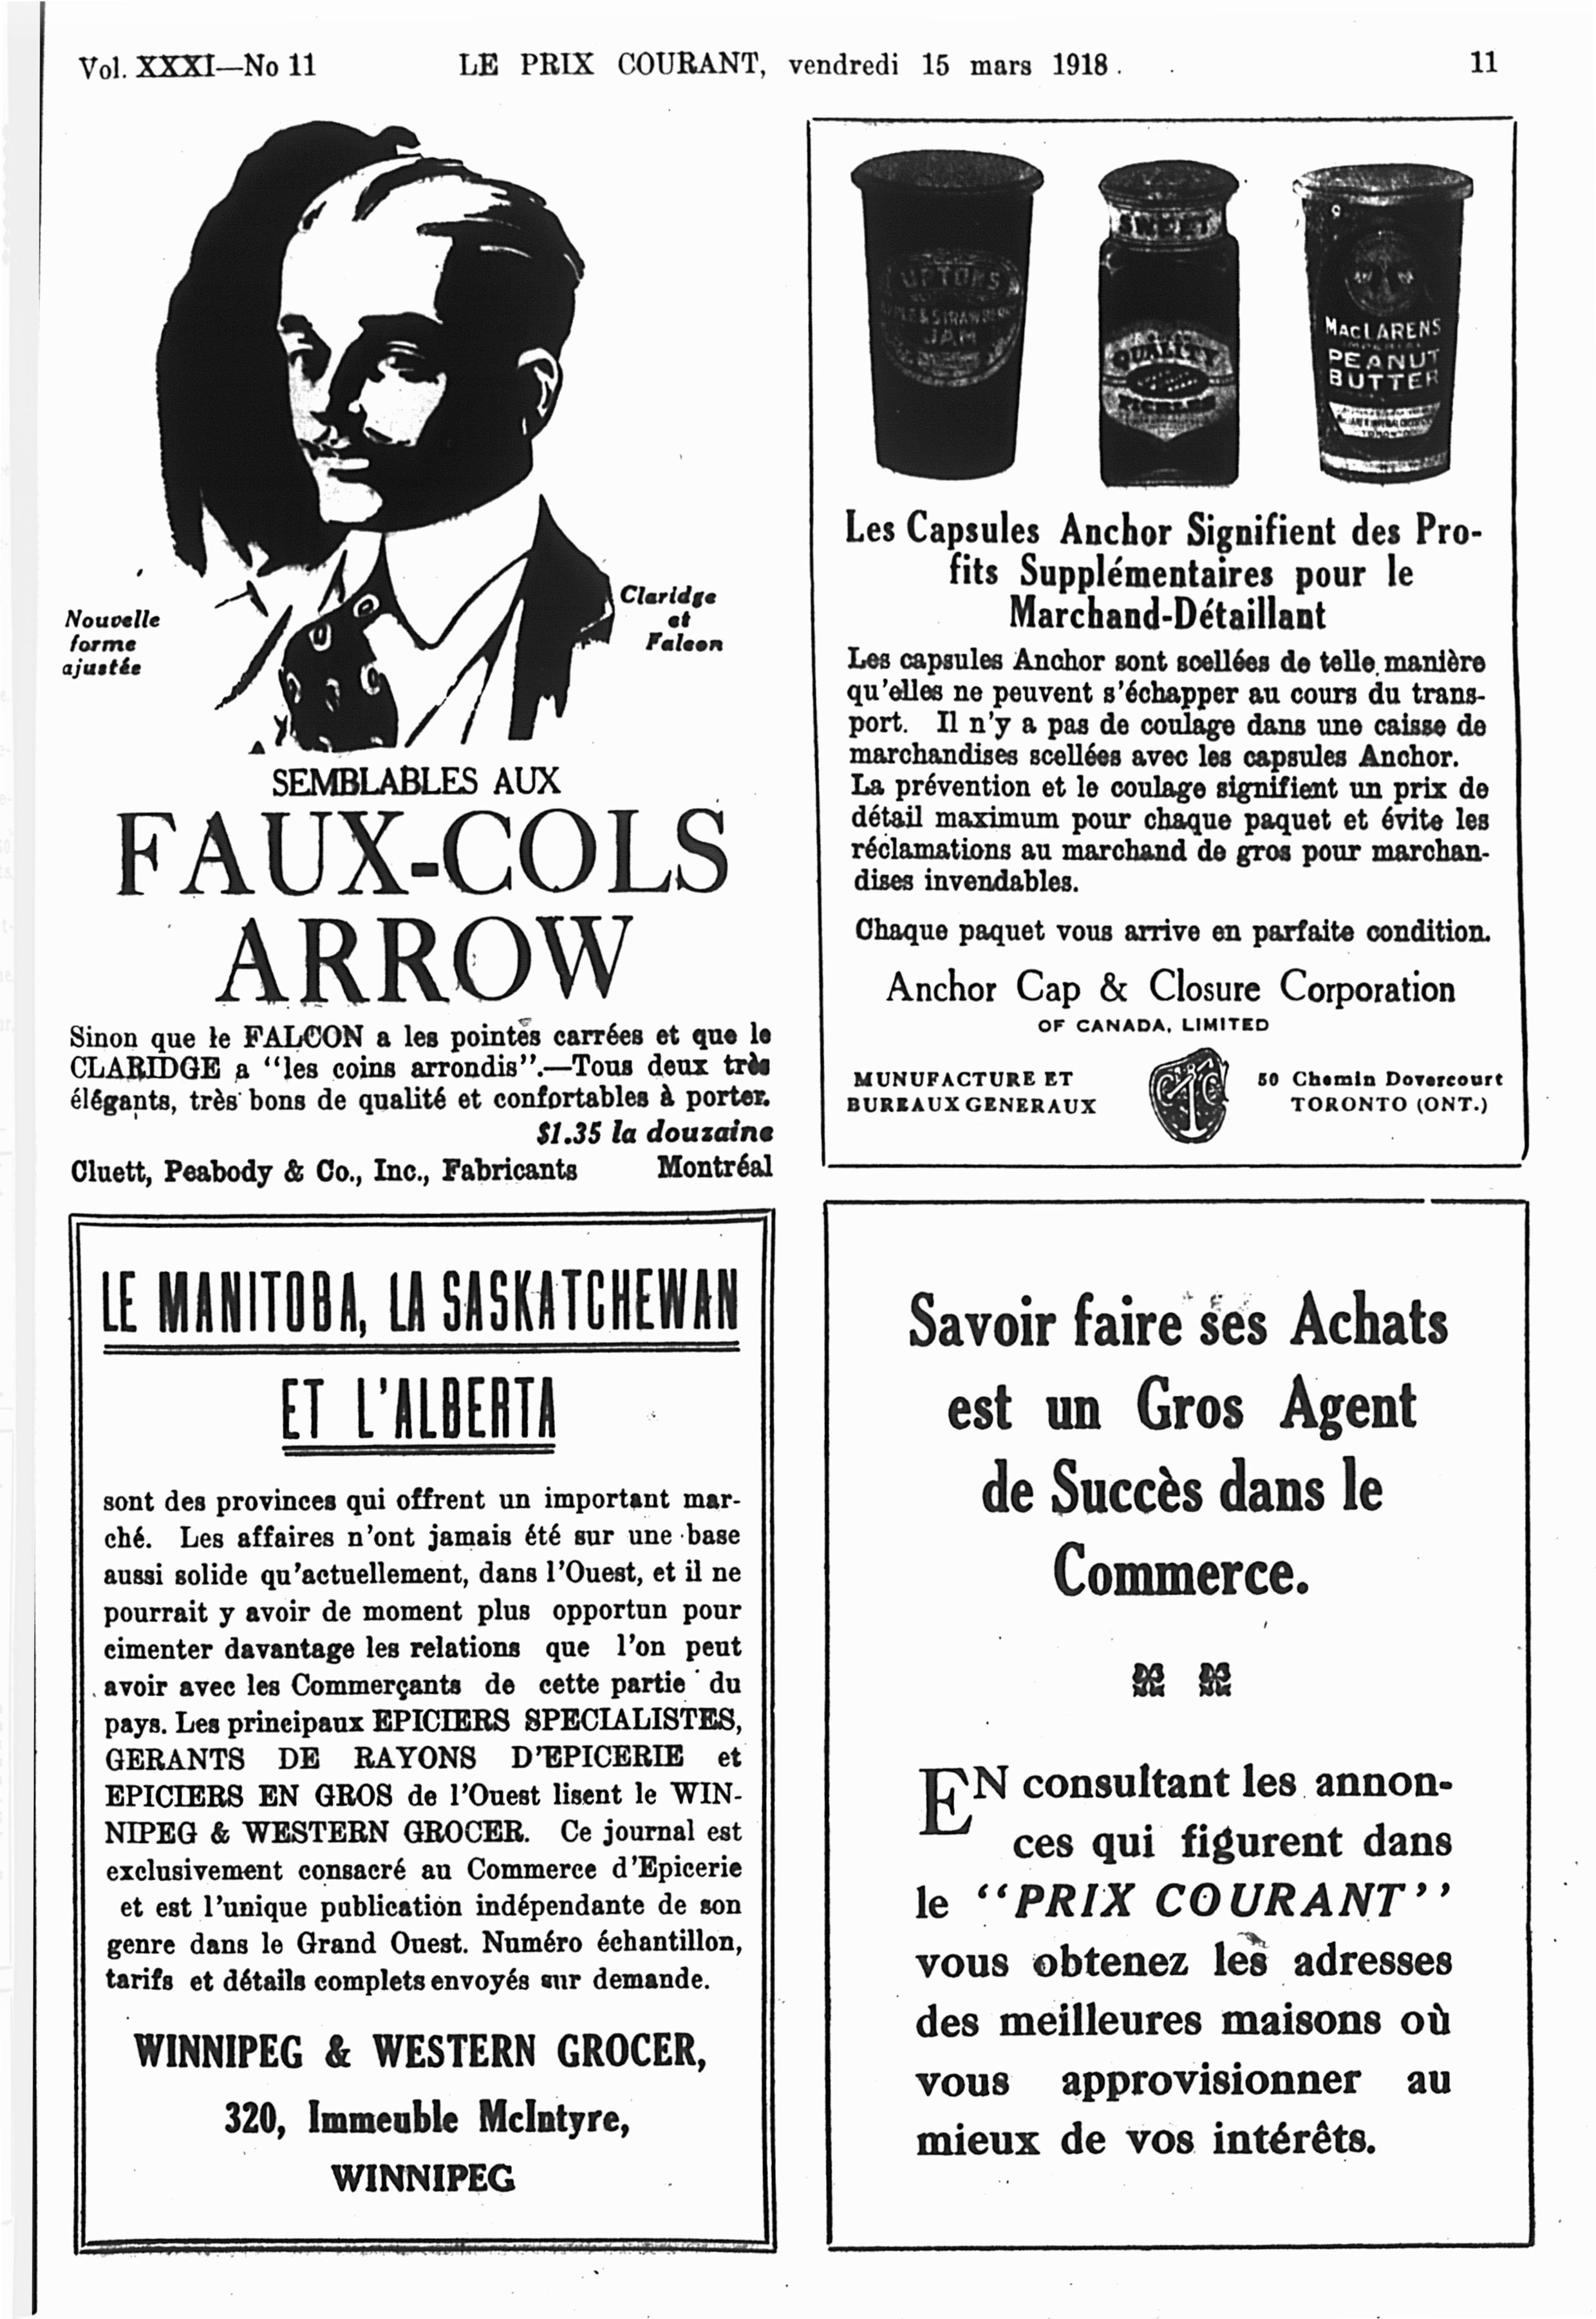 Vol. XXXI—No 11 LE PRIX COURANT, vendredi 15 mars 1918. 11
Nouvelle
forme
ajustée
Claridge
et
Falcon
SEMBLABLES AUX
FAUX-COLS
ARROW
Sinon que le FALCON a les pointes carrées et que le
CLARIDGE a "les coins arrondis".—Tous deux très
élégants, très bons de qualité et confortables à porter.
$1.35 la douzaine
Cluett, Peabody & Co., Inc., Fabricants Montréal
UPTONS
JAM
SWEET
QUALITY
PICKLES
MACLARENS
IMPERIAL
PEANUT
BUTTER
Les Capsules Anchor Signifient des Pro-
fits Supplémentaires pour le
Marchand-Détaillant
Les capsules Anchor sont scellées de telle manière
qu'elles ne peuvent s'échapper au cours du trans-
port. Il n'y a pas de coulage dans une caisse de
marchandises scellées avec les capsules Anchor.
La prévention et le coulage signifient un prix de
détail maximum pour chaque paquet et évite les
réclamations au marchand de gros pour marchan-
dises invendables.
Chaque paquet vous arrive en parfaite condition.
Anchor Cap & Closure Corporation
OF CANADA, LIMITED
MUNUFACTURE ET
BUREAUX GENERAUX
50 Chemin Dovercourt
TORONTO (ONT.)
LE MANITOBA, LA SASKATCHEWAN
ET L'ALBERTA
sont des provinces qui offrent un important mar-
ché. Les affaires n'ont jamais été sur une base
aussi solide qu'actuellement, dans l'Ouest, et il ne
pourrait y avoir de moment plus opportun pour
cimenter davantage les relations que l'on peut
avoir avec les Commerçants de cette partie du
pays. Les principaux EPICIERS SPECIALISTES,
GERANTS DE RAYONS D'EPICERIE et
EPICIERS EN GROS de l'Ouest lisent le WIN-
NIPEG & WESTERN GROCER. Ce journal est
exclusivement consacré au Commerce d'Epicerie
et est l'unique publication indépendante de son
genre dans le Grand Ouest. Numéro échantillon,
tarifs et détails complets envoyés sur demande.
WINNIPEG & WESTERN GROCER,
320, Immeuble McIntyre,
WINNIPEG
Savoir faire ses Achats
est un Gros Agent
de Succès dans le
Commerce.
EN consultant les annon-
ces qui figurent dans
le "PRIX COURANT"
vous obtenez les adresses
des meilleures maisons où
vous approvisionner au
mieux de vos intérêts.